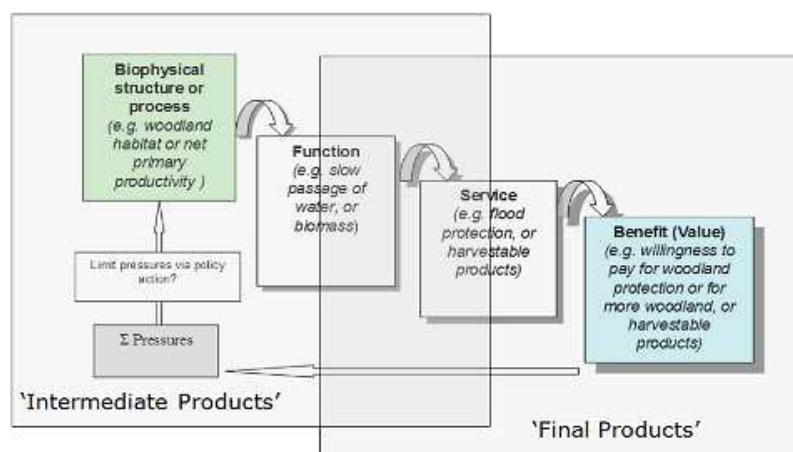 Biophysical
structure or
process
(e.g. woodland
habitat or net
primary
productivity )
Function
(e.g. slow
passage of
water, or
biomass)
Service
(e.g. flood
protection, or
harvestable
products)
Benefit (Value)
(e.g. willingness to
pay for woodland
protection or for
more woodland, or
harvestable
products)
Limit pressures via policy
action?
Σ Pressures
‘Intermediate Products’
‘Final Products’